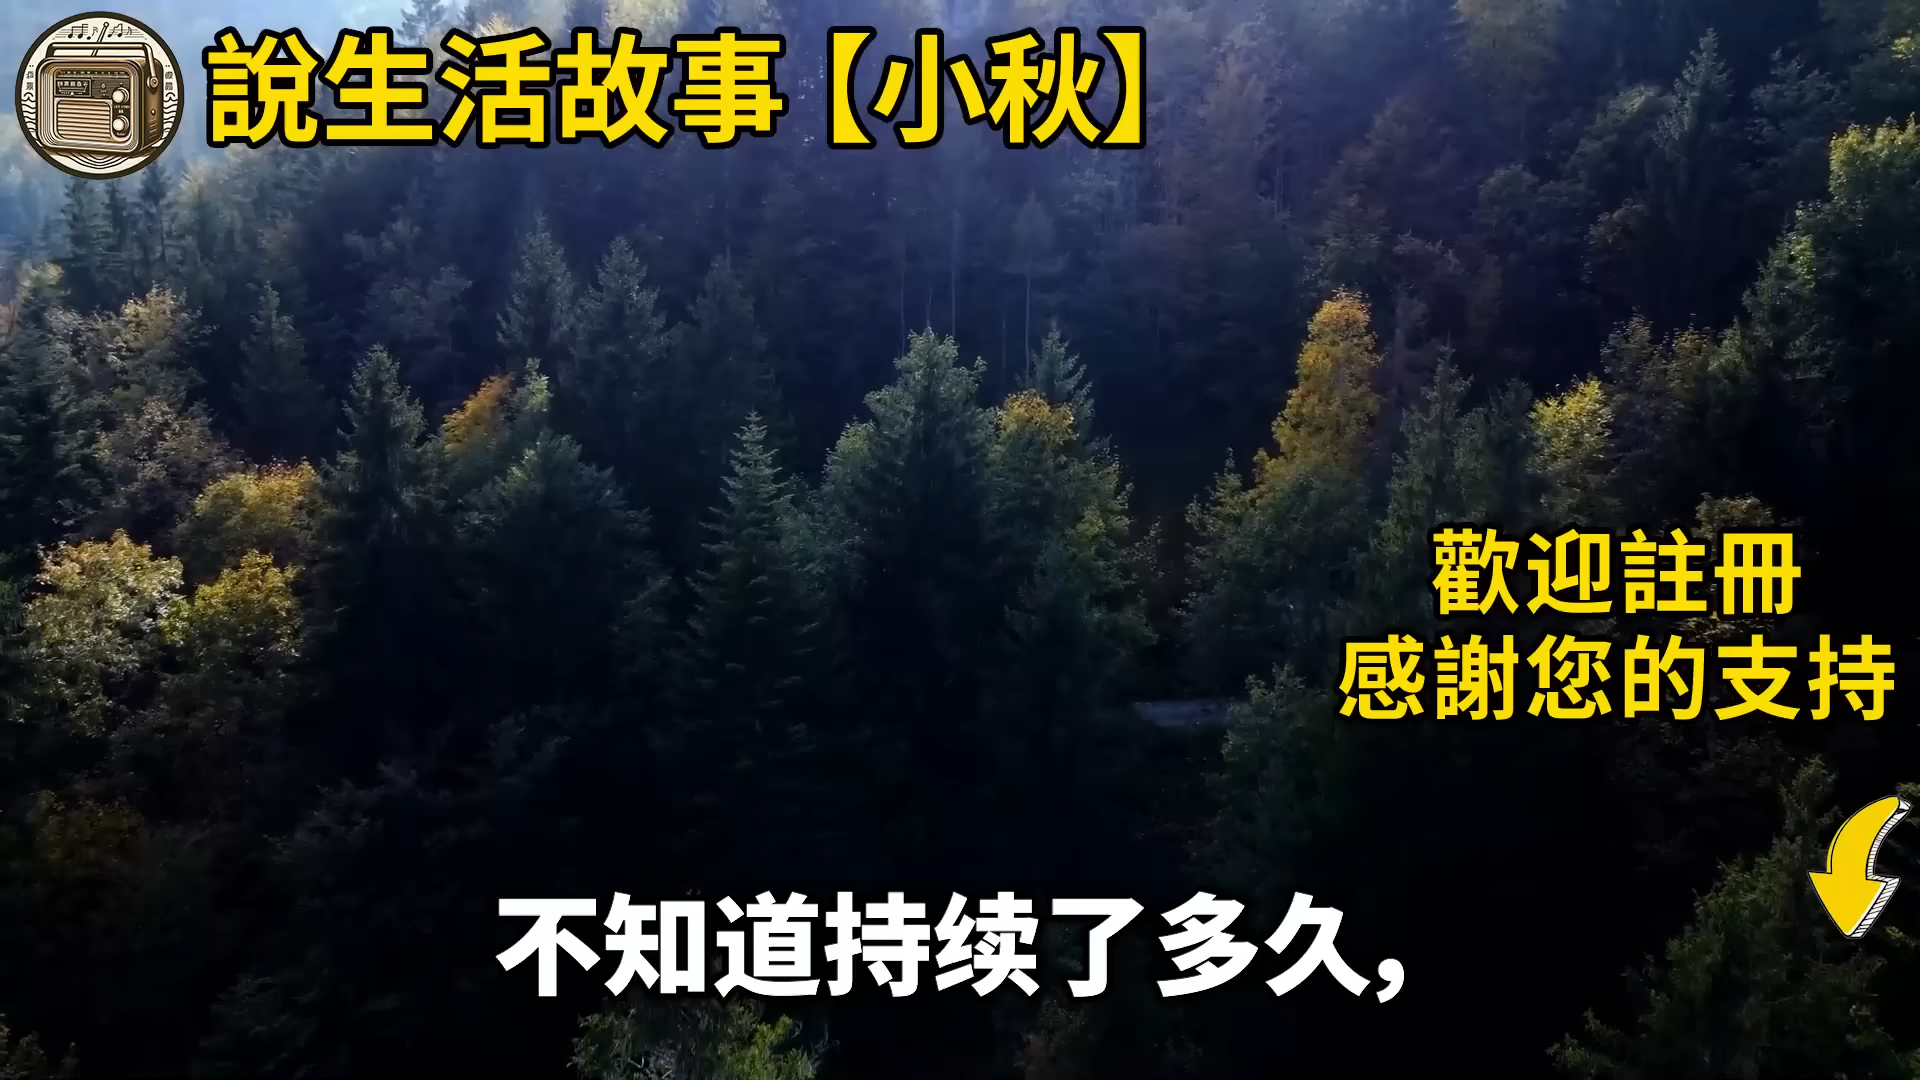 說生活故事【小秋】
歡迎註冊
感謝您的支持
不知道持续了多久,